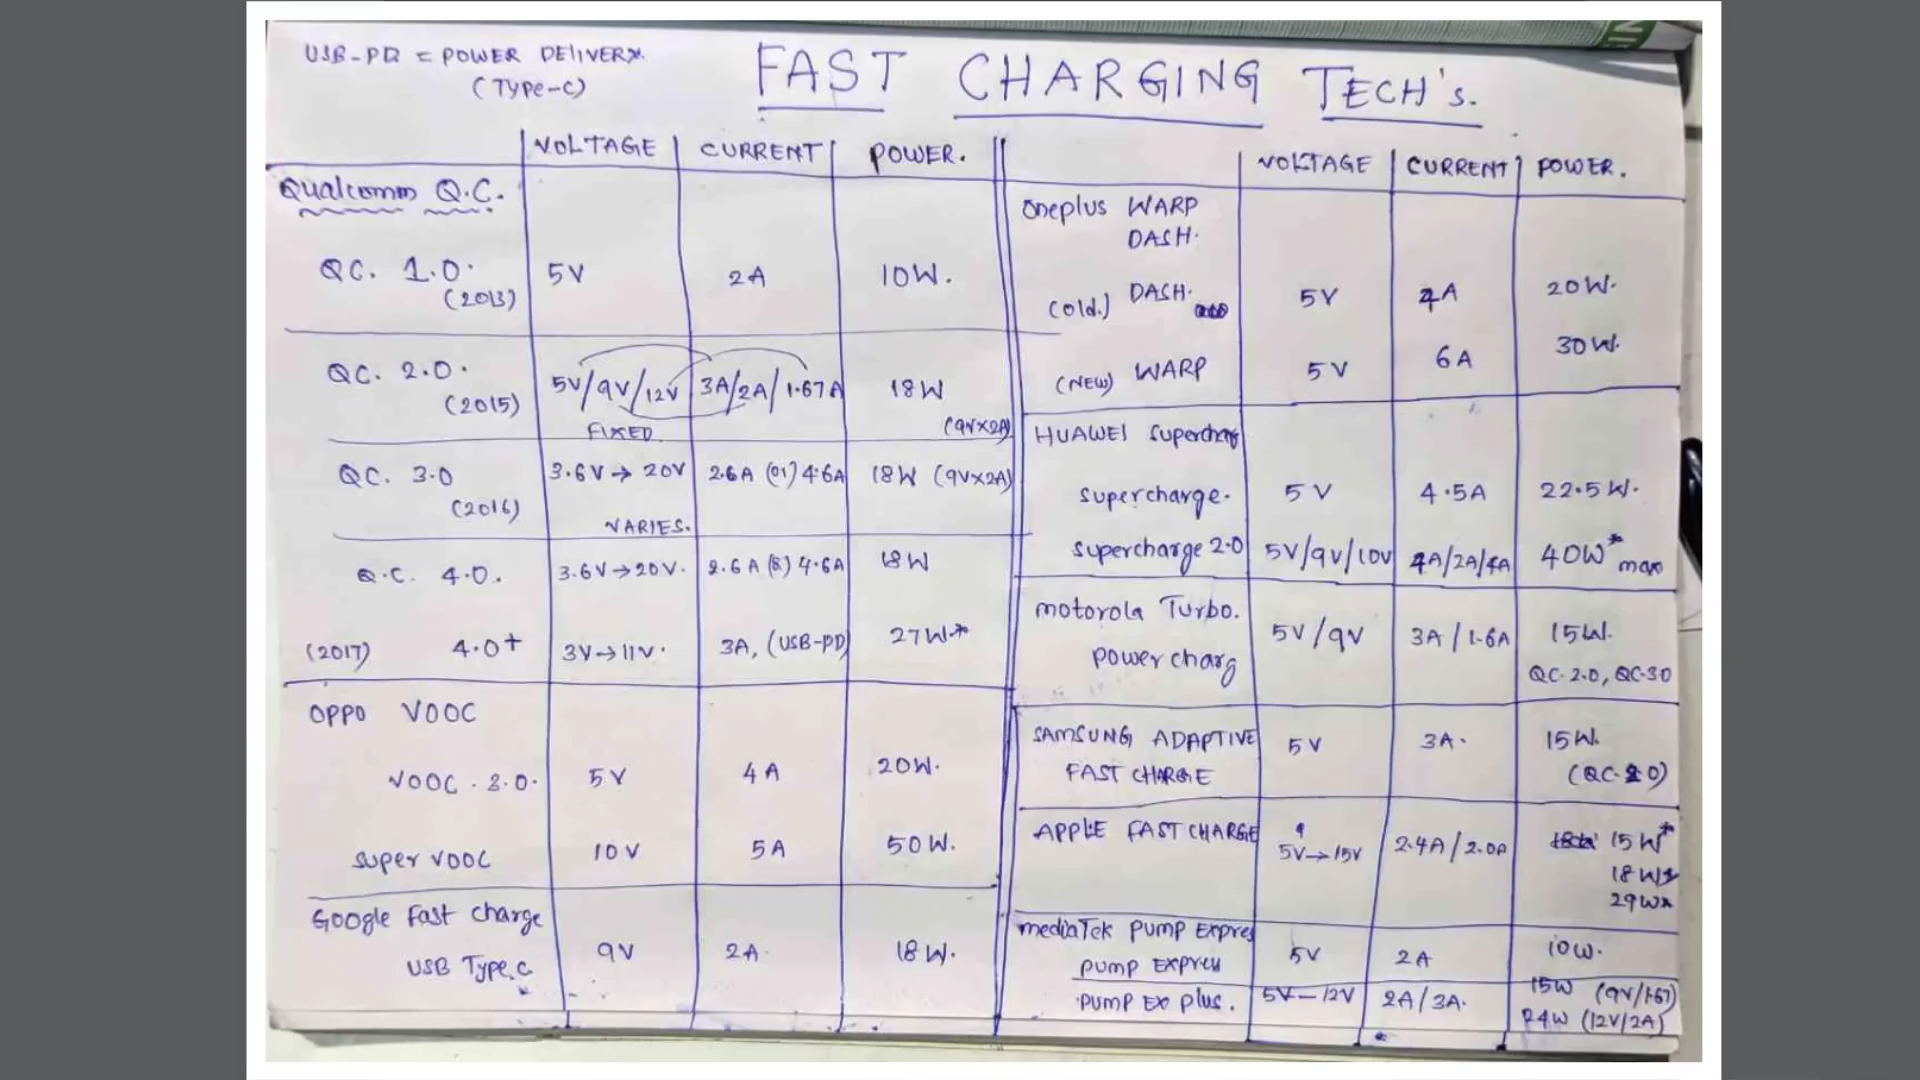 USB-PD = POWER DELIVERY.
(TYPE-C)
FAST CHARGING TECH's.
VOLTAGE CURRENT POWER.
Qualcomm Q.C.
QC. 1.0. 5V 2A 10W.
(2013)
QC. 2.0. 5V/9V/12V 3A/2A/1.67A 18W
(2015) FIXED (9VX2A)
QC. 3.0 3.6V → 20V 2.6A (or) 4.6A 18W (9VX2A)
(2016) VARIES.
Q.C. 4.0. 3.6V → 20V. 2.6A 4.6A 18W
(2017) 4.0+ 3V → 11V. 3A, (USB-PD) 27W*
OPPO VOOC
VOOC. 3.0. 5V 4A 20W.
super VOOC 10V 5A 50W.
Google Fast charge
USB Type.C 9V 2A. 18W.
VOLTAGE CURRENT POWER.
Oneplus WARP
DASH.
(old.) DASH. 5V 4A 20W.
(NEW) WARP 5V 6A 30W.
HUAWEI supercharg
supercharge. 5V 4.5A 22.5W.
supercharge 2.0 5V/9V/10V 4A/2A/4A 40W* max
motorola Turbo. 5V/9V 3A/1.6A 15W.
Power charg QC-2.0, QC-30
SAMSUNG ADAPTIVE 5V 3A. 15W.
FAST CHARGE (QC-20)
APPLE FAST CHARGE 9
5V→15V 2.4A/2.0A 15W*
18W*
29W*
mediaTek PUMP EXPRES
PUMP EXPRESS 5V 2A 10W.
PUMP EX plus. 5V-12V 2A/3A. 15W (9V/1.67)
24W (12V/2A)